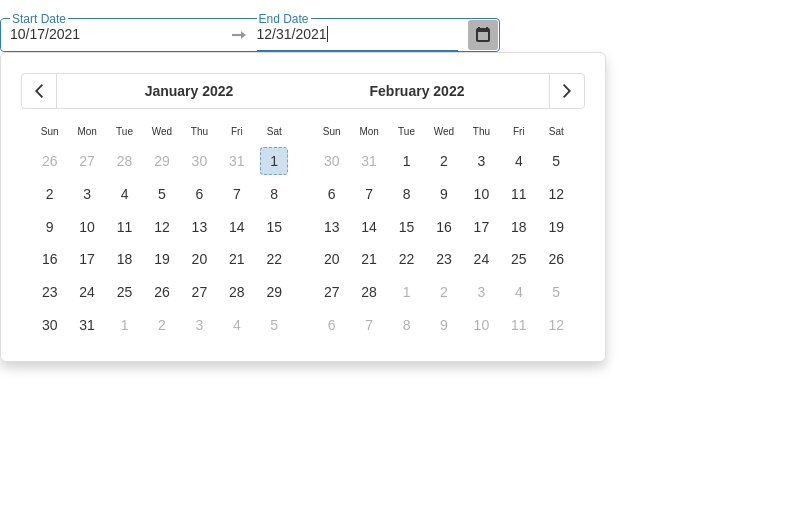 Start Date End Date
10/17/2021 12/31/2021
January 2022 February 2022
Sun Mon Tue Wed Thu Fri Sat Sun Mon Tue Wed Thu Fri Sat
26 27 28 29 30 31 1 30 31 1 2 3 4 5
2 3 4 5 6 7 8 6 7 8 9 10 11 12
9 10 11 12 13 14 15 13 14 15 16 17 18 19
16 17 18 19 20 21 22 20 21 22 23 24 25 26
23 24 25 26 27 28 29 27 28 1 2 3 4 5
30 31 1 2 3 4 5 6 7 8 9 10 11 12